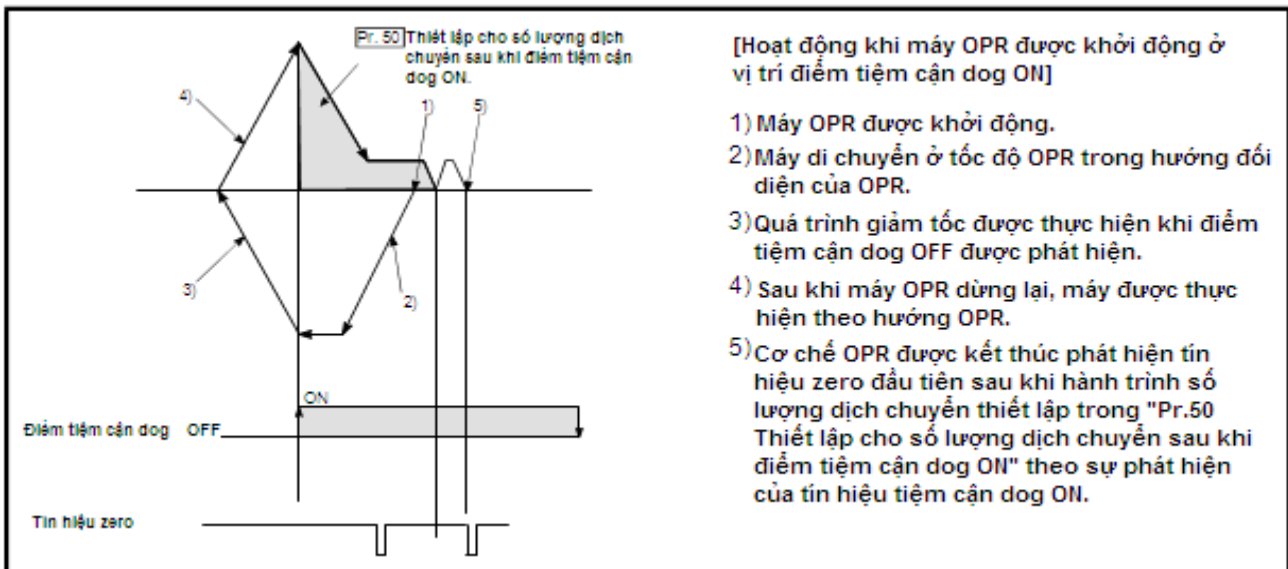 Pr. 50 Thiết lập cho số lượng dịch
chuyển sau khi điểm tiệm cận
dog ON.
4)
1)
5)
3)
2)
ON
Điểm tiệm cận dog OFF
Tín hiệu zero
[Hoạt động khi máy OPR được khởi động ở
vị trí điểm tiệm cận dog ON]
1) Máy OPR được khởi động.
2) Máy di chuyển ở tốc độ OPR trong hướng đối
diện của OPR.
3) Quá trình giảm tốc được thực hiện khi điểm
tiệm cận dog OFF được phát hiện.
4) Sau khi máy OPR dừng lại, máy được thực
hiện theo hướng OPR.
5) Cơ chế OPR được kết thúc phát hiện tín
hiệu zero đầu tiên sau khi hành trình số
lượng dịch chuyển thiết lập trong "Pr.50
Thiết lập cho số lượng dịch chuyển sau khi
điểm tiệm cận dog ON" theo sự phát hiện
của tín hiệu tiệm cận dog ON.